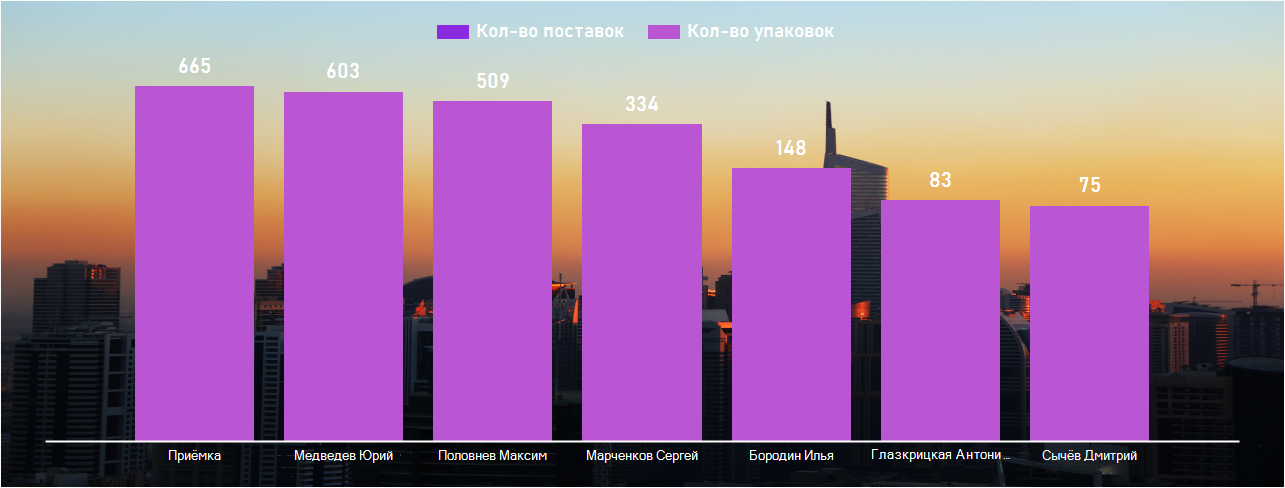 Кол-во поставок Кол-во упаковок
665 603 509 334 148 83 75
Приёмка Медведев Юрий Половнев Максим Марченков Сергей Бородин Илья Глазкрицкая Антони... Сычёв Дмитрий